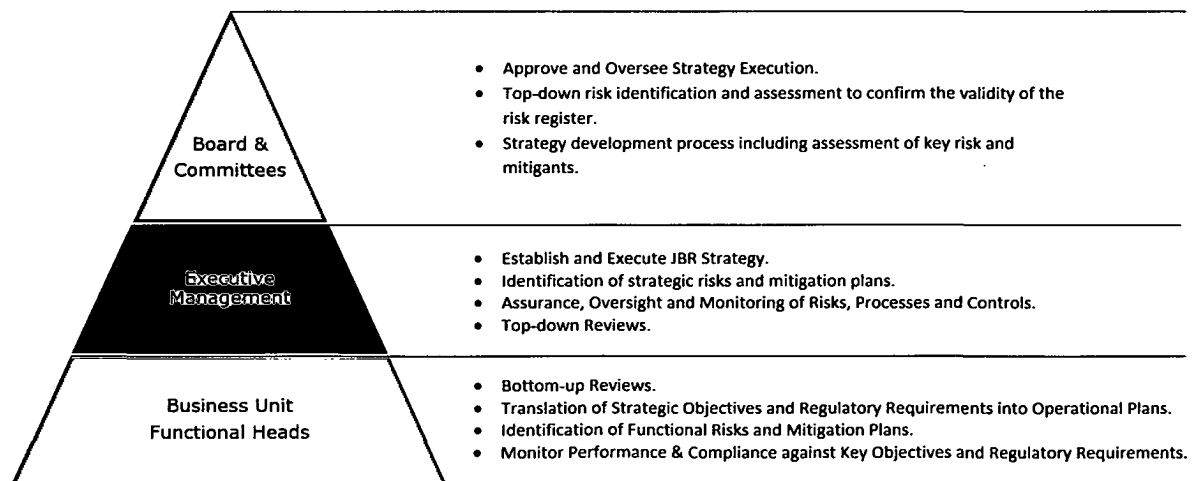 Board &
Committees
• Approve and Oversee Strategy Execution.
• Top-down risk identification and assessment to confirm the validity of the
risk register.
• Strategy development process including assessment of key risk and
mitigants.
Executive
Management
• Establish and Execute JBR Strategy.
• Identification of strategic risks and mitigation plans.
• Assurance, Oversight and Monitoring of Risks, Processes and Controls.
• Top-down Reviews.
Business Unit
Functional Heads
• Bottom-up Reviews.
• Translation of Strategic Objectives and Regulatory Requirements into Operational Plans.
• Identification of Functional Risks and Mitigation Plans.
• Monitor Performance & Compliance against Key Objectives and Regulatory Requirements.